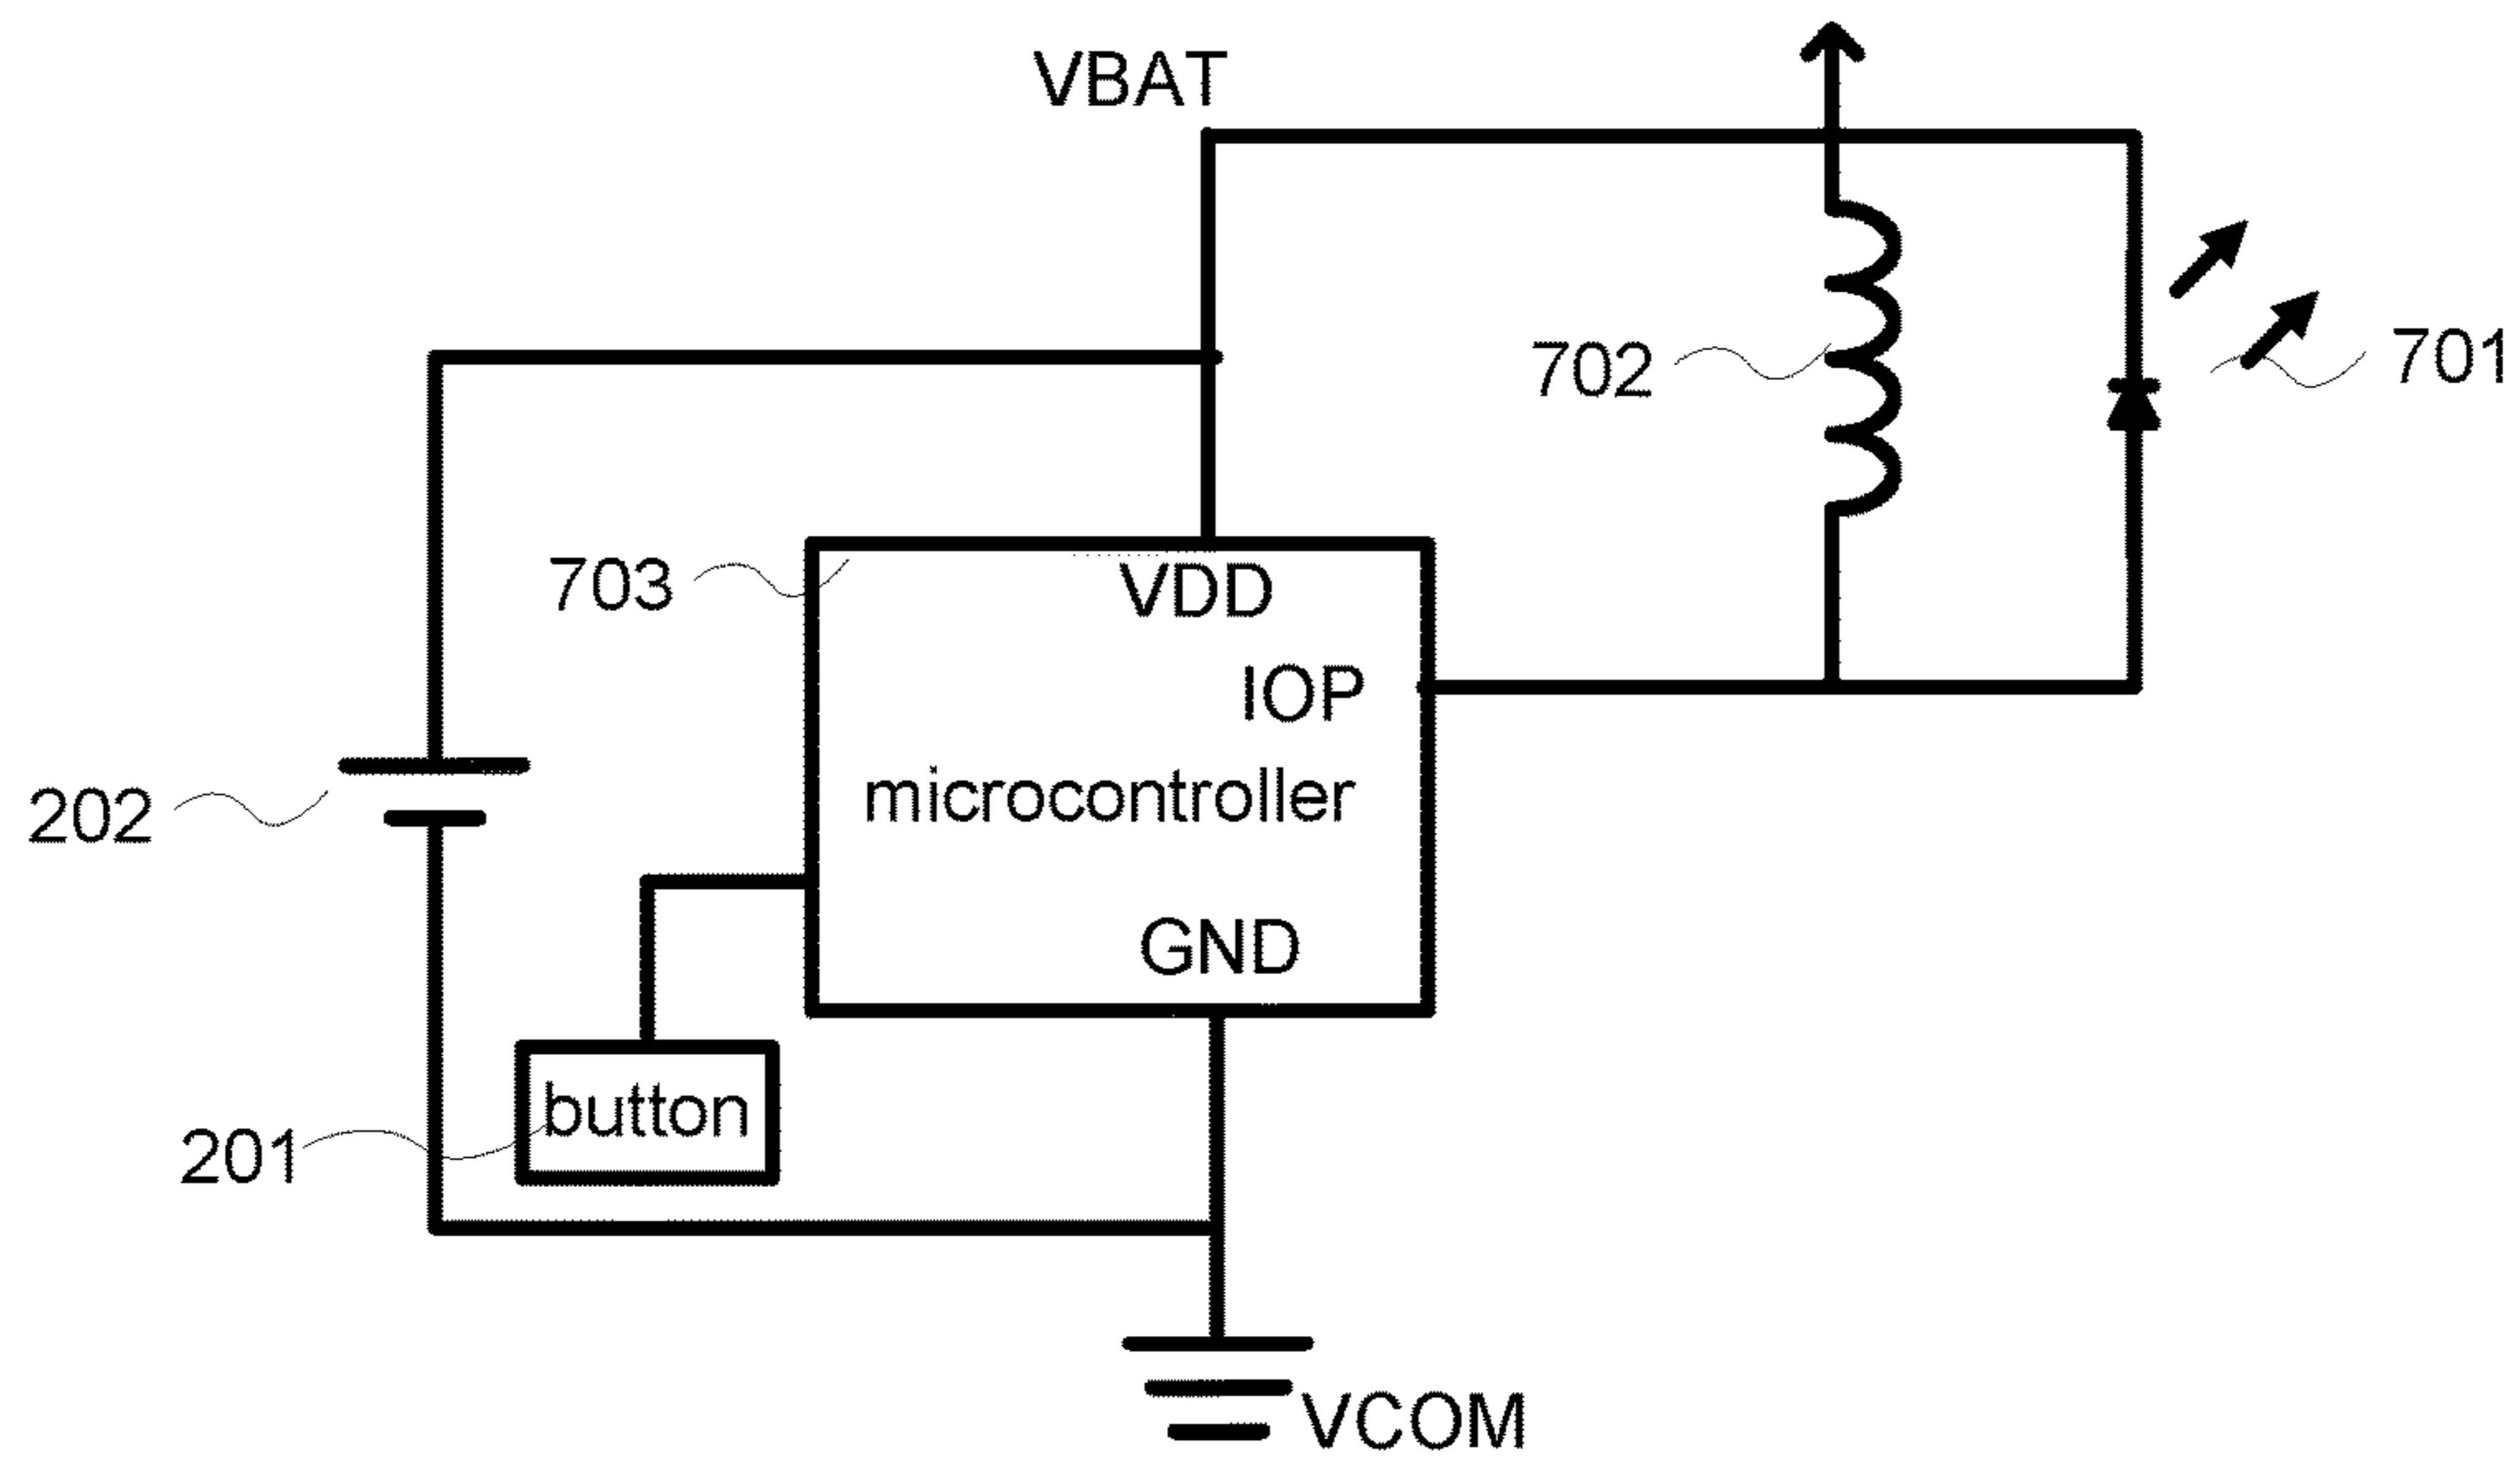 VBAT
702
701
703
VDD
IOP
202
microcontroller
GND
button
201
VCOM